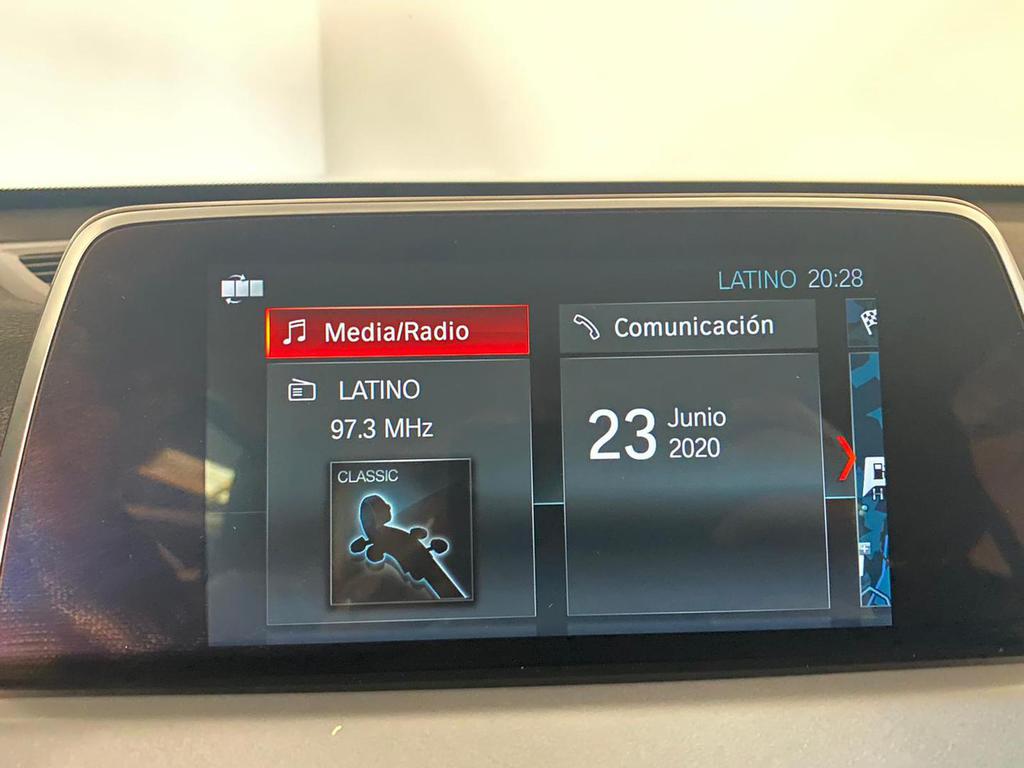 LATINO 20:28
Media/Radio
LATINO
97.3 MHz
CLASSIC
Comunicación
23 Junio
2020
H